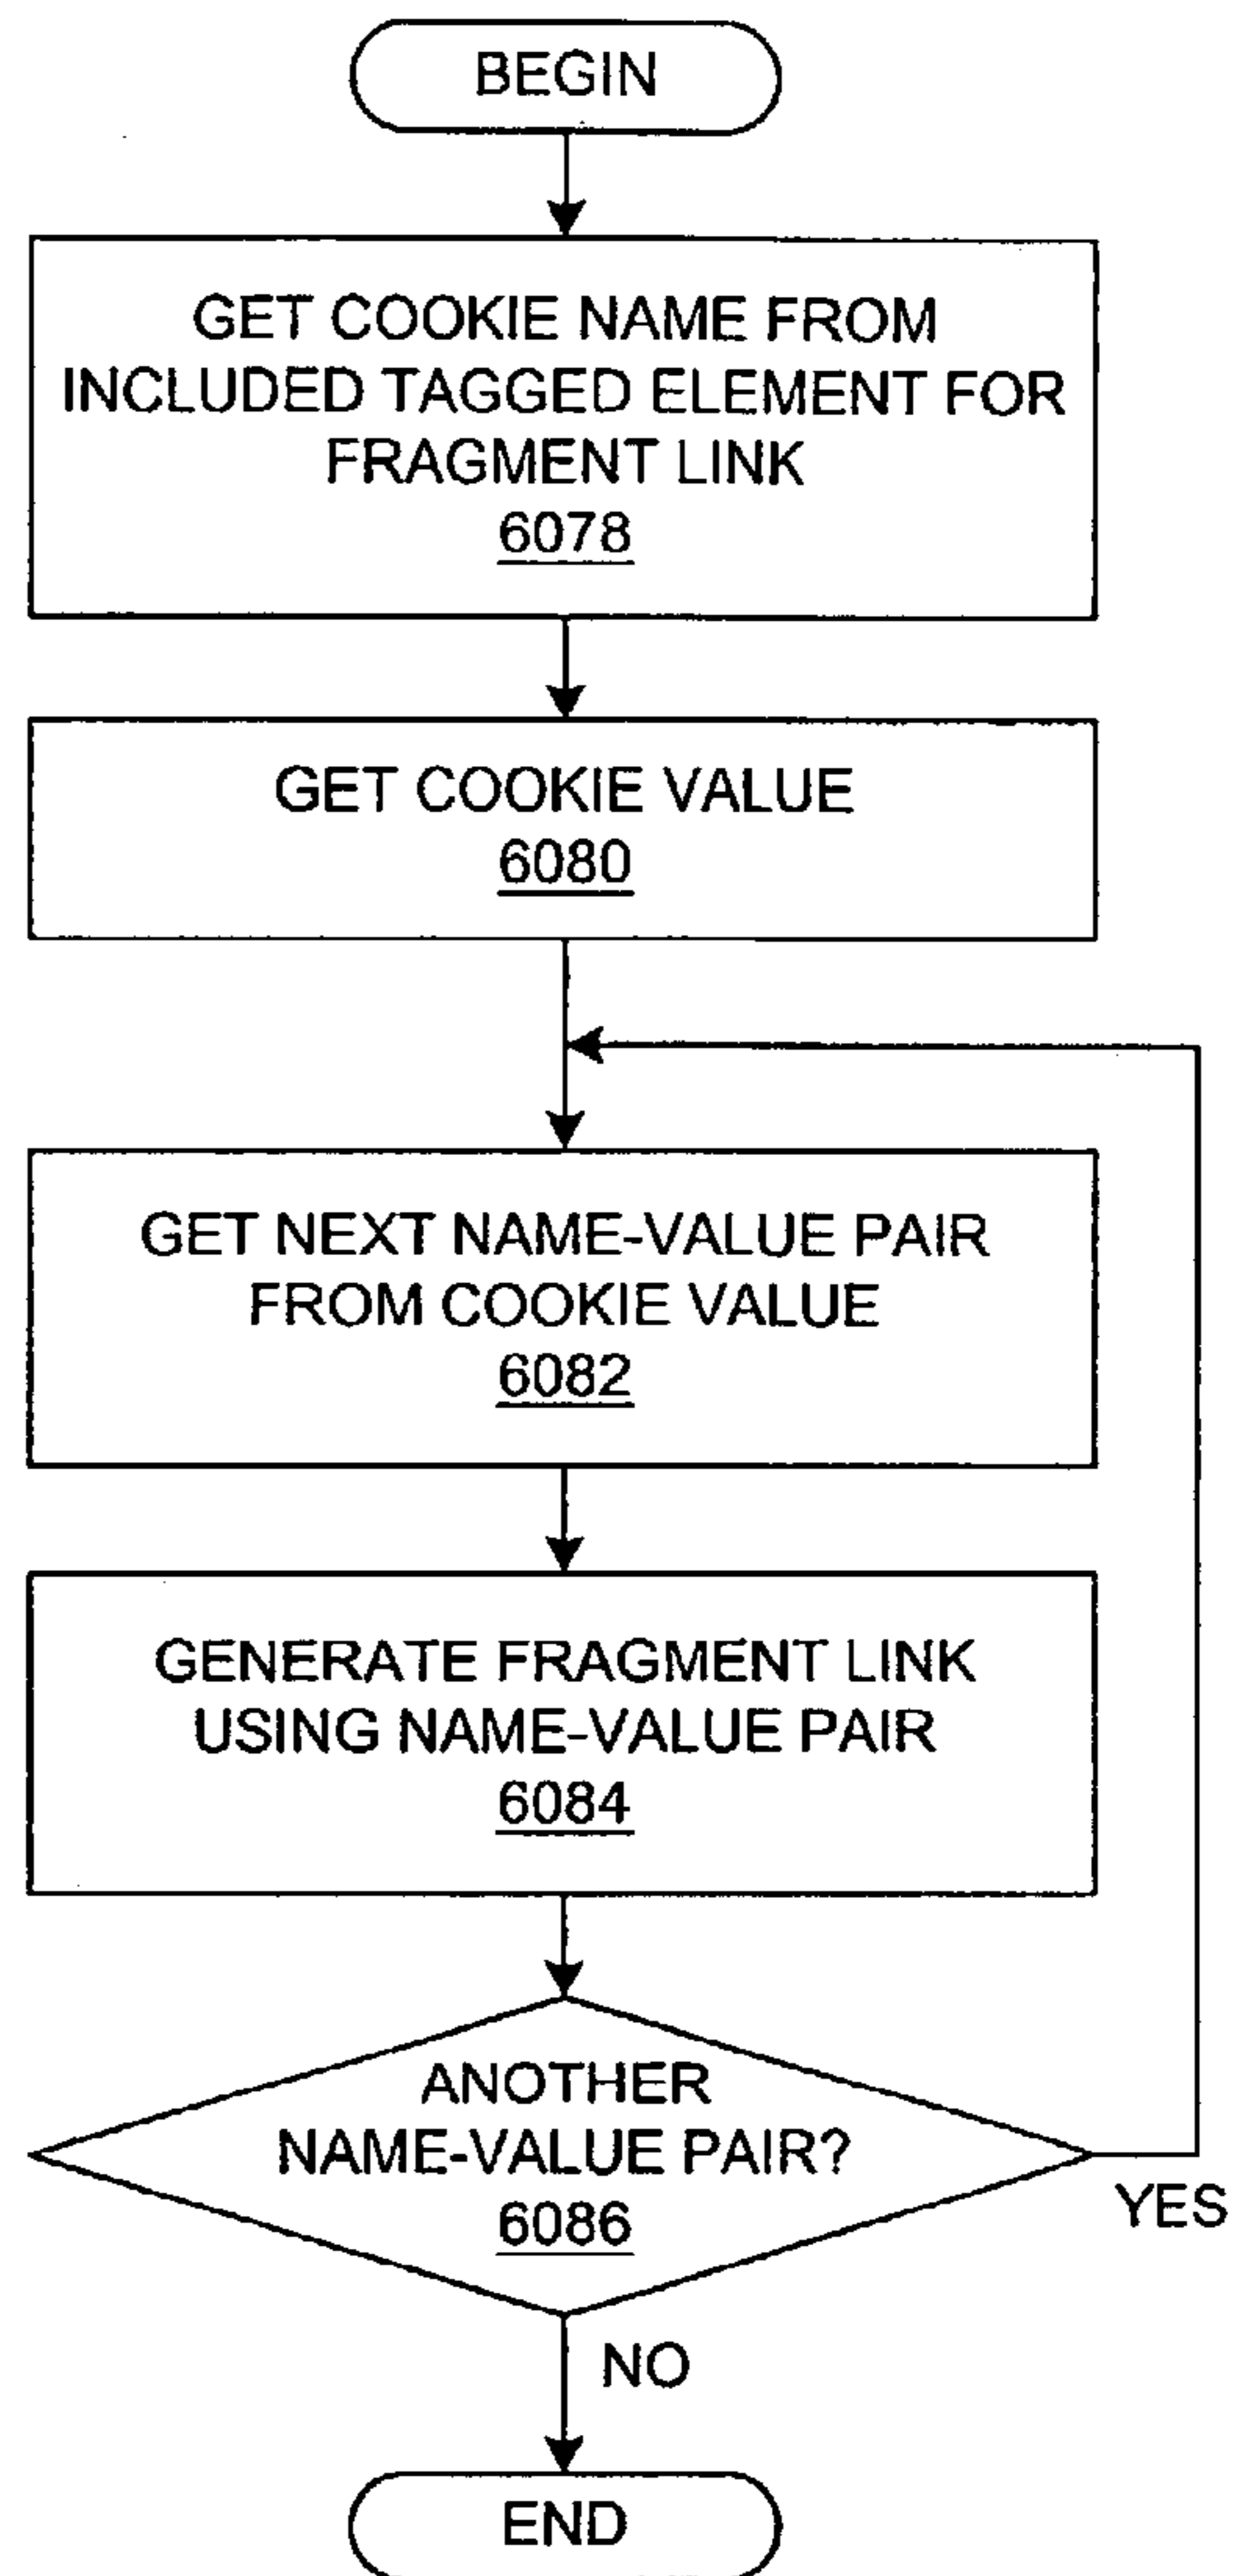 BEGIN
GET COOKIE NAME FROM
INCLUDED TAGGED ELEMENT FOR
FRAGMENT LINK
6078
GET COOKIE VALUE
6080
GET NEXT NAME-VALUE PAIR
FROM COOKIE VALUE
6082
GENERATE FRAGMENT LINK
USING NAME-VALUE PAIR
6084
ANOTHER
NAME-VALUE PAIR?
6086
YES
NO
END